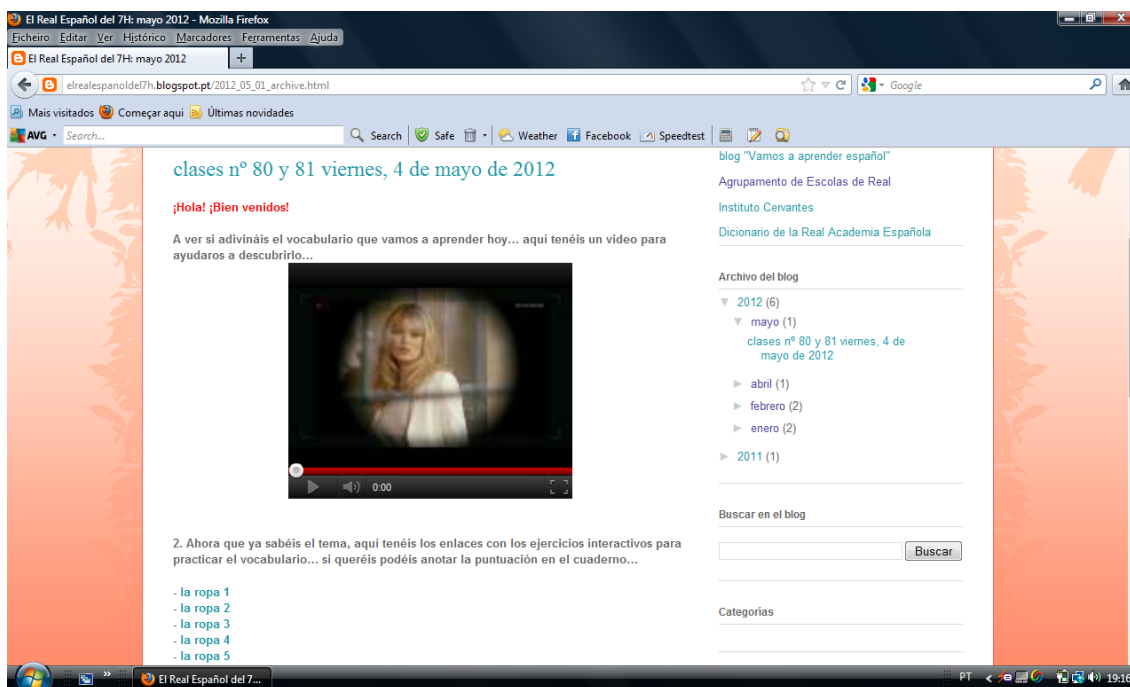 El Real Español del 7H: mayo 2012 - Mozilla Firefox
Ficheiro Editar Ver Histórico Marcadores Ferramentas Ajuda
El Real Español del 7H: mayo 2012 +
elrealespanoldel7h.blogspot.pt/2012_05_01_archive.html
Google
Mais visitados Começar aqui Últimas novidades
AVG Search... Search Safe Weather Facebook Speedtest
clases nº 80 y 81 viernes, 4 de mayo de 2012
¡Hola! ¡Bien venidos!
A ver si adivináis el vocabulario que vamos a aprender hoy... aquí tenéis un video para
ayudaros a descubrirlo...
0:00
2. Ahora que ya sabéis el tema, aquí tenéis los enlaces con los ejercicios interactivos para
practicar el vocabulario... si queréis podéis anotar la puntuación en el cuaderno...
- la ropa 1
- la ropa 2
- la ropa 3
- la ropa 4
- la ropa 5
blog "Vamos a aprender español"
Agrupamento de Escolas de Real
Instituto Cervantes
Dicionario de la Real Academia Española
Archivo del blog
▼ 2012 (6)
▼ mayo (1)
clases nº 80 y 81 viernes, 4 de
mayo de 2012
► abril (1)
► febrero (2)
► enero (2)
► 2011 (1)
Buscar en el blog
Buscar
Categorías
El Real Español del 7...
PT
19:16